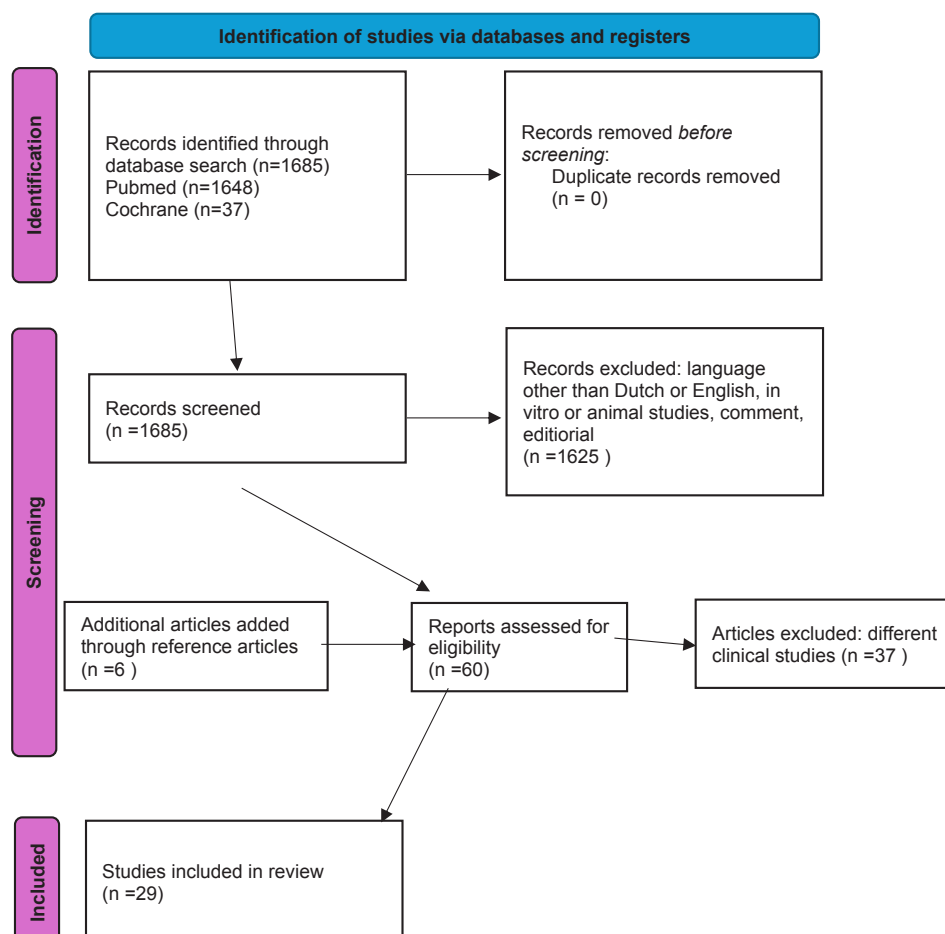 Identification of studies via databases and registers
Identification
Records identified through
database search (n=1685)
Pubmed (n=1648)
Cochrane (n=37)
Records removed before
screening:
Duplicate records removed
(n = 0)
Screening
Records screened
(n =1685)
Records excluded: language
other than Dutch or English, in
vitro or animal studies, comment,
editiorial
(n =1625 )
Additional articles added
through reference articles
(n =6 )
Reports assessed for
eligibility
(n =60)
Articles excluded: different
clinical studies (n =37 )
Included
Studies included in review
(n =29)